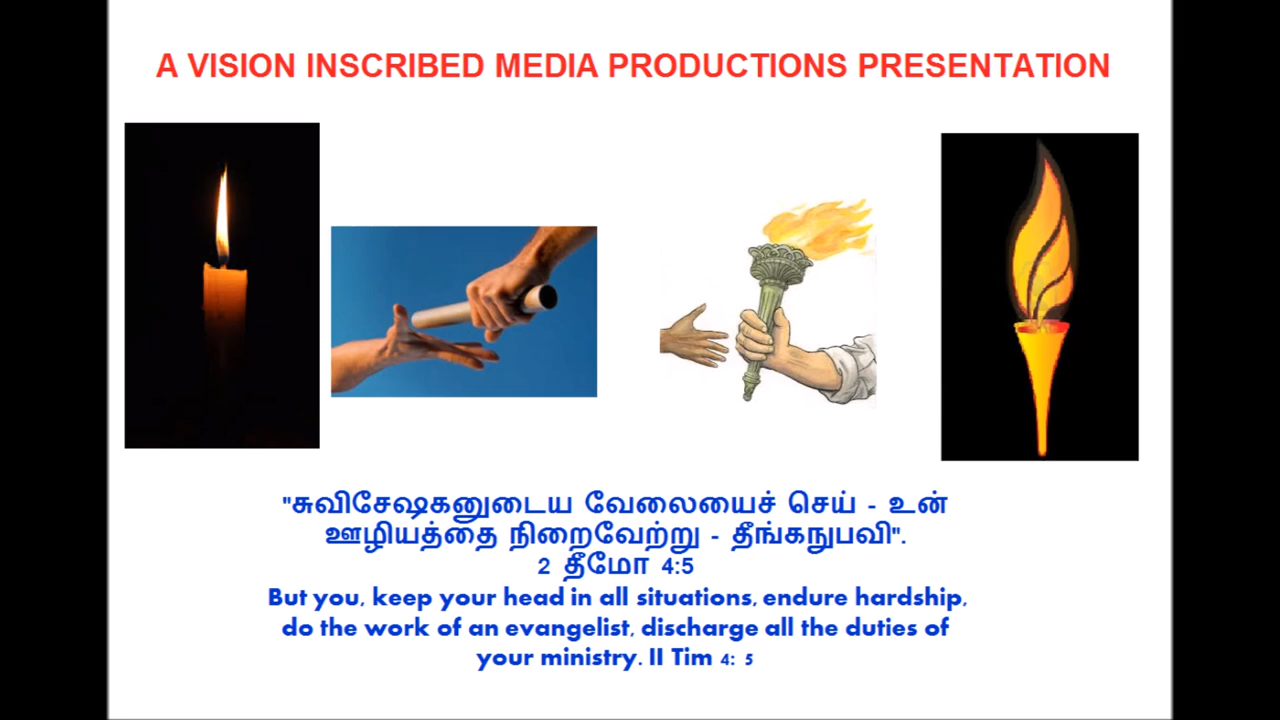 A VISION INSCRIBED MEDIA PRODUCTIONS PRESENTATION
"சுவிசேஷகனுடைய வேலையைச் செய் - உன்
ஊழியத்தை நிறைவேற்று - தீங்கநுபவி".
2 தீமோ 4:5
But you, keep your head in all situations, endure hardship,
do the work of an evangelist, discharge all the duties of
your ministry. II Tim 4: 5